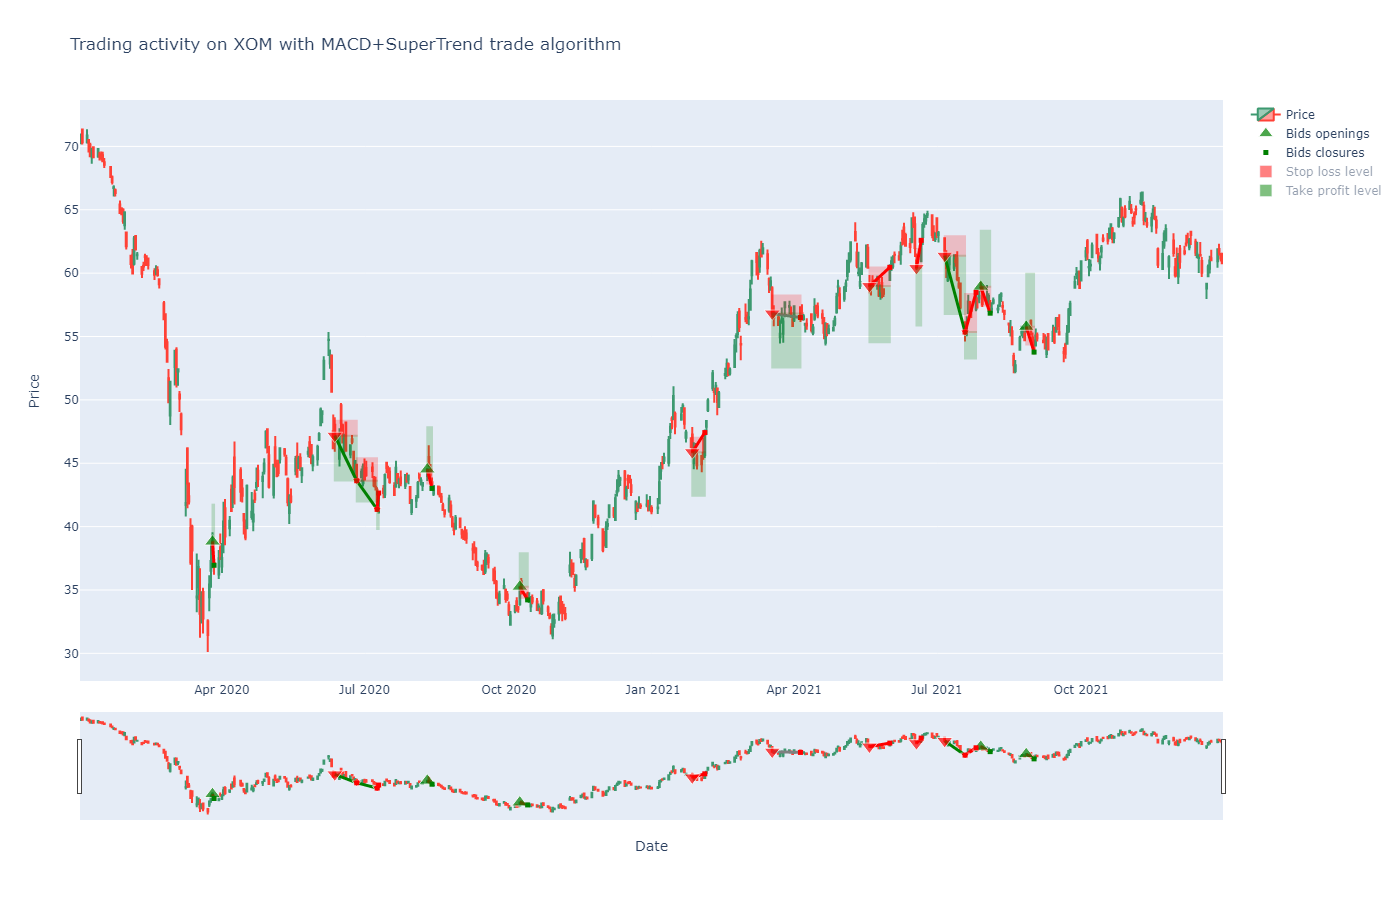 Trading activity on XOM with MACD+SuperTrend trade algorithm
Price
Bids openings
Bids closures
Stop loss level
Take profit level
70
65
60
55
50
45
40
35
30
Price
Apr 2020
Jul 2020
Oct 2020
Jan 2021
Apr 2021
Jul 2021
Oct 2021
Date